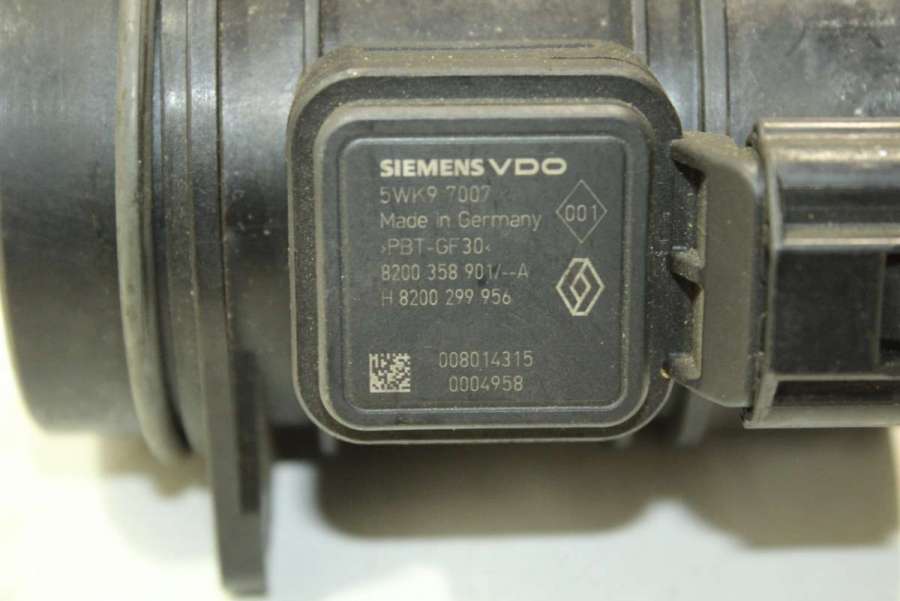 SIEMENS VDO
5WK9 7007
Made in Germany
001
>PBT-GF30<
8200 358 901/--A
H 8200 299 956
008014315
0004958